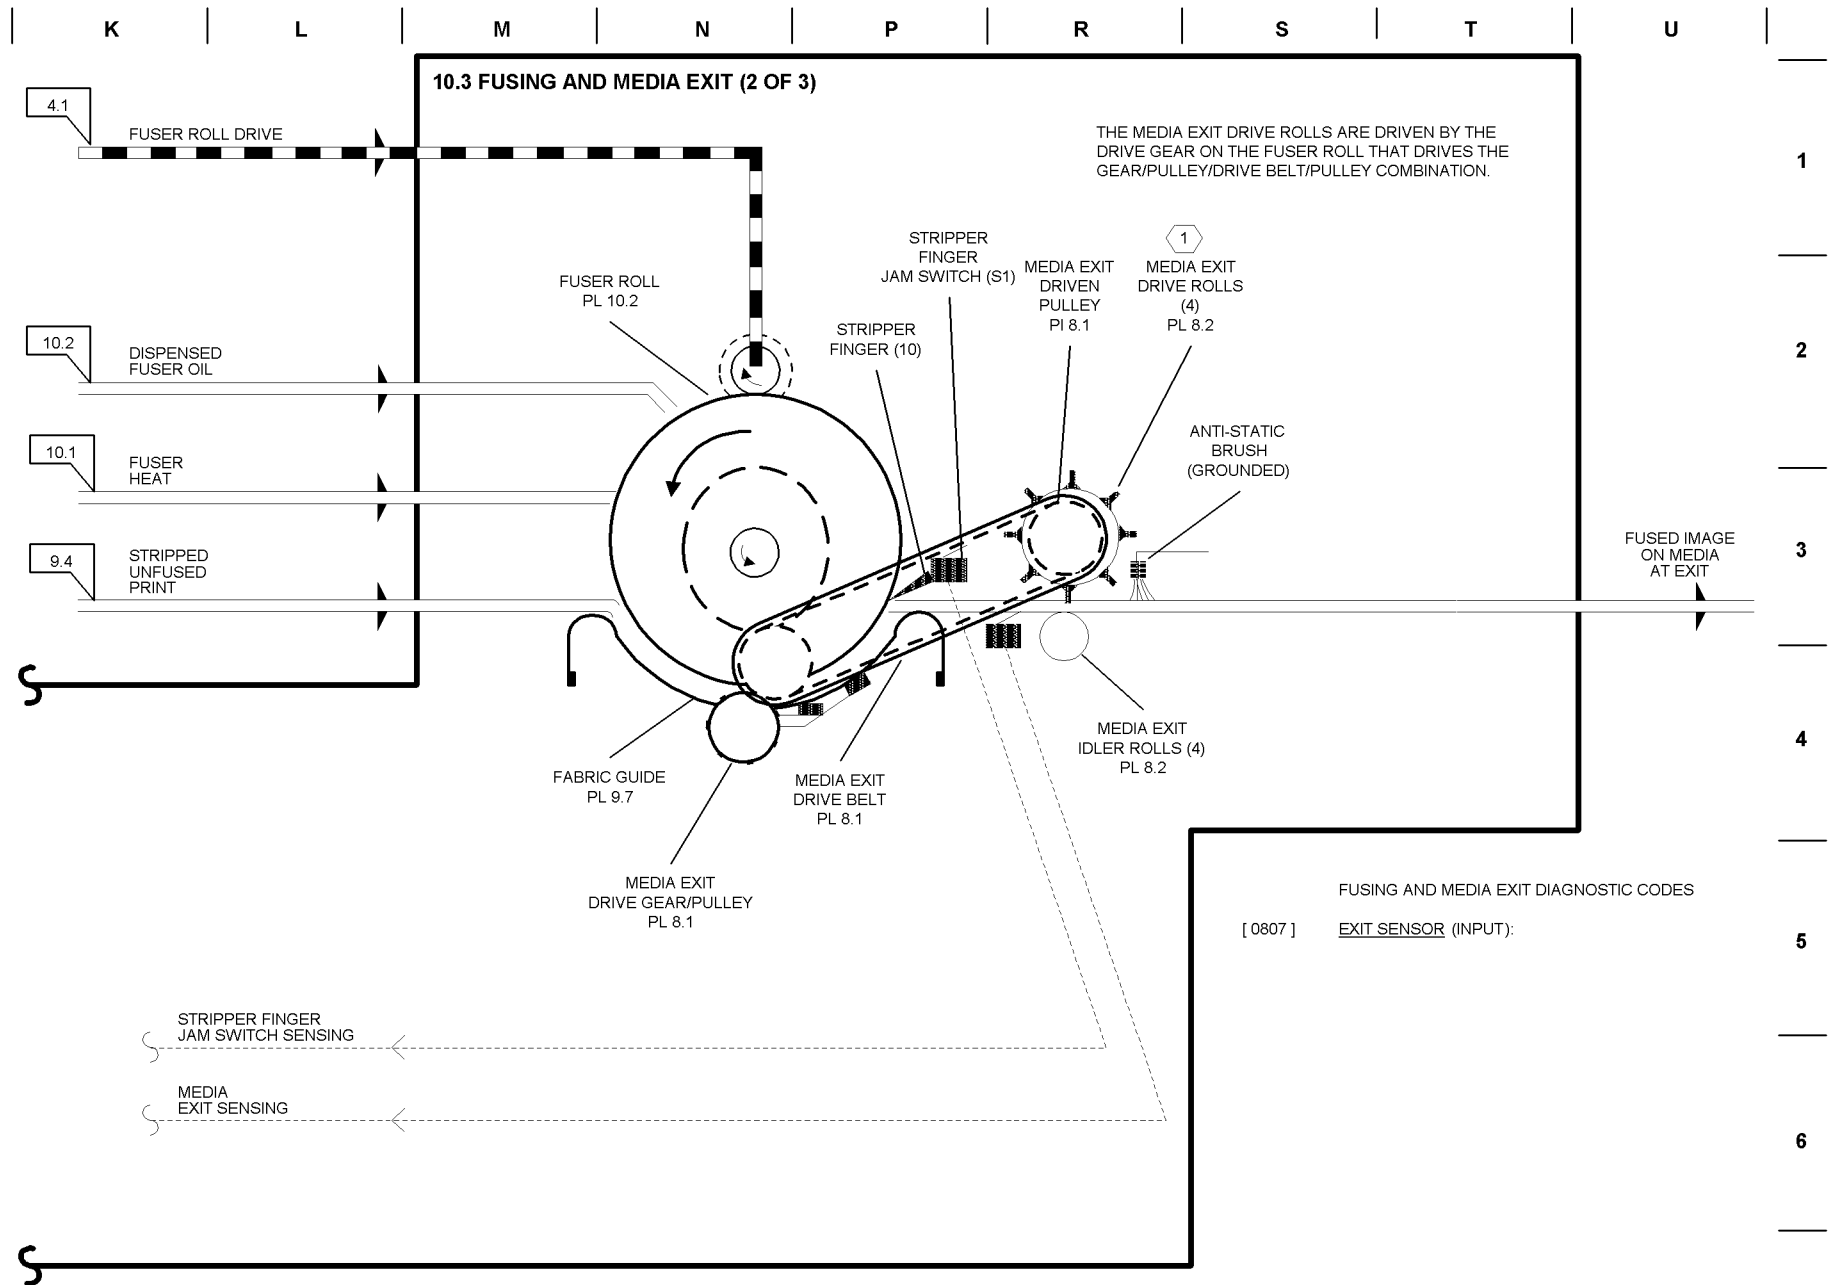 K L M N P R S T U
10.3 FUSING AND MEDIA EXIT (2 OF 3)
4.1
FUSER ROLL DRIVE
THE MEDIA EXIT DRIVE ROLLS ARE DRIVEN BY THE
DRIVE GEAR ON THE FUSER ROLL THAT DRIVES THE
GEAR/PULLEY/DRIVE BELT/PULLEY COMBINATION.
1
STRIPPER
FINGER
JAM SWITCH (S1)
MEDIA EXIT
DRIVEN
PULLEY
Pl 8.1
1
MEDIA EXIT
DRIVE ROLLS
(4)
PL 8.2
FUSER ROLL
PL 10.2
STRIPPER
FINGER (10)
10.2
DISPENSED
FUSER OIL
2
ANTI-STATIC
BRUSH
(GROUNDED)
10.1
FUSER
HEAT
9.4
STRIPPED
UNFUSED
PRINT
FUSED IMAGE
ON MEDIA
AT EXIT
3
MEDIA EXIT
IDLER ROLLS (4)
PL 8.2
4
FABRIC GUIDE
PL 9.7
MEDIA EXIT
DRIVE BELT
PL 8.1
MEDIA EXIT
DRIVE GEAR/PULLEY
PL 8.1
FUSING AND MEDIA EXIT DIAGNOSTIC CODES
[ 0807 ] EXIT SENSOR (INPUT):
5
STRIPPER FINGER
JAM SWITCH SENSING
MEDIA
EXIT SENSING
6